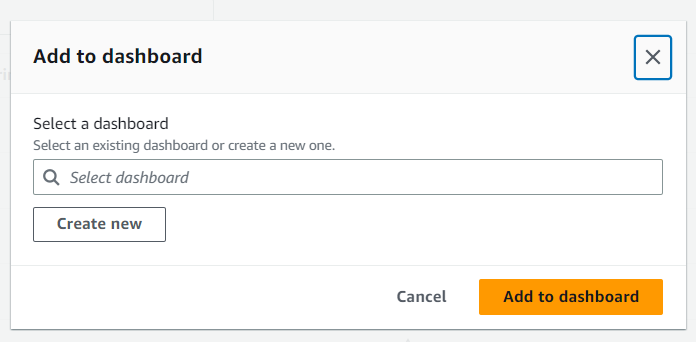 Add to dashboard
Select a dashboard
Select an existing dashboard or create a new one.
Select dashboard
Create new
Cancel
Add to dashboard